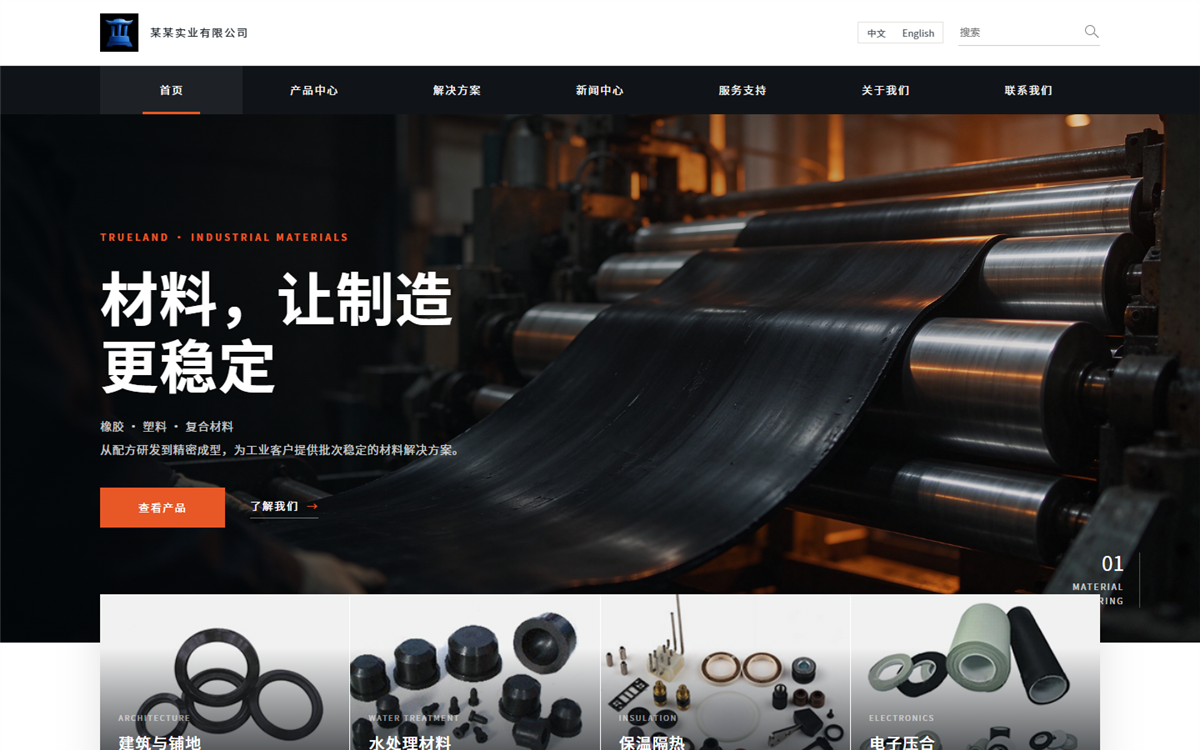 某某实业有限公司
中文 English
搜索
首页 产品中心 解决方案 新闻中心 服务支持 关于我们 联系我们
TRUELAND · INDUSTRIAL MATERIALS
材料，让制造
更稳定
橡胶 · 塑料 · 复合材料
从配方研发到精密成型，为工业客户提供批次稳定的材料解决方案。
查看产品 了解我们 →
01
MATERIAL
RING
ARCHITECTURE
建筑与铺地
WATER TREATMENT
水处理材料
INSULATION
保温隔热
ELECTRONICS
电子压合